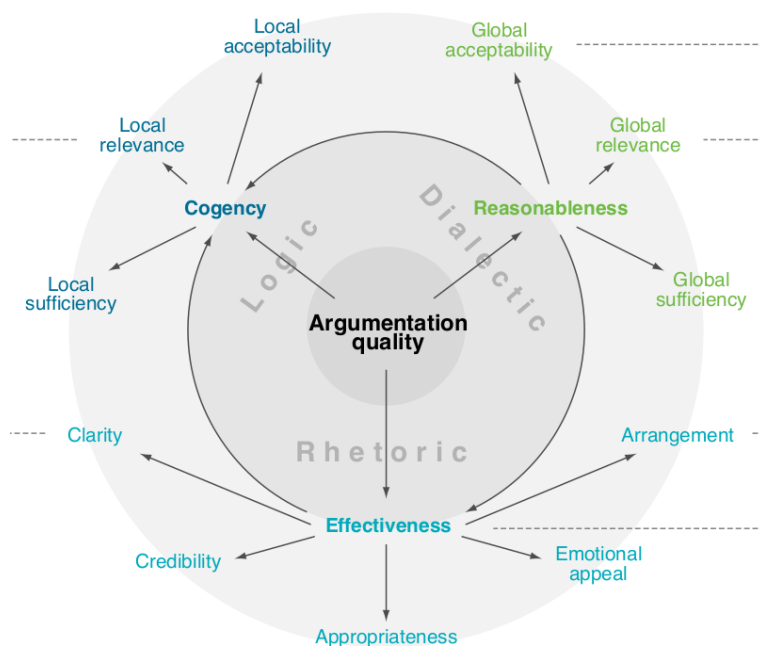 Local
acceptability
Global
acceptability
Local
relevance
Global
relevance
Cogency
Reasonableness
Logic
Dialectic
Local
sufficiency
Global
sufficiency
Argumentation
quality
Clarity
Arrangement
Rhetoric
Effectiveness
Credibility
Emotional
appeal
Appropriateness